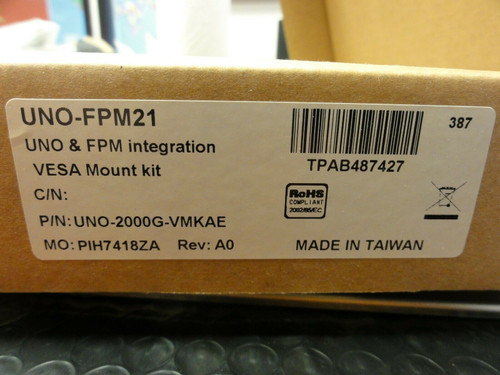 UNO-FPM21
UNO & FPM integration
VESA Mount kit
C/N:
P/N: UNO-2000G-VMKAE
MO: PIH7418ZA Rev: A0
387
TPAB487427
RoHS
COMPLIANT
2002/95/EC
MADE IN TAIWAN